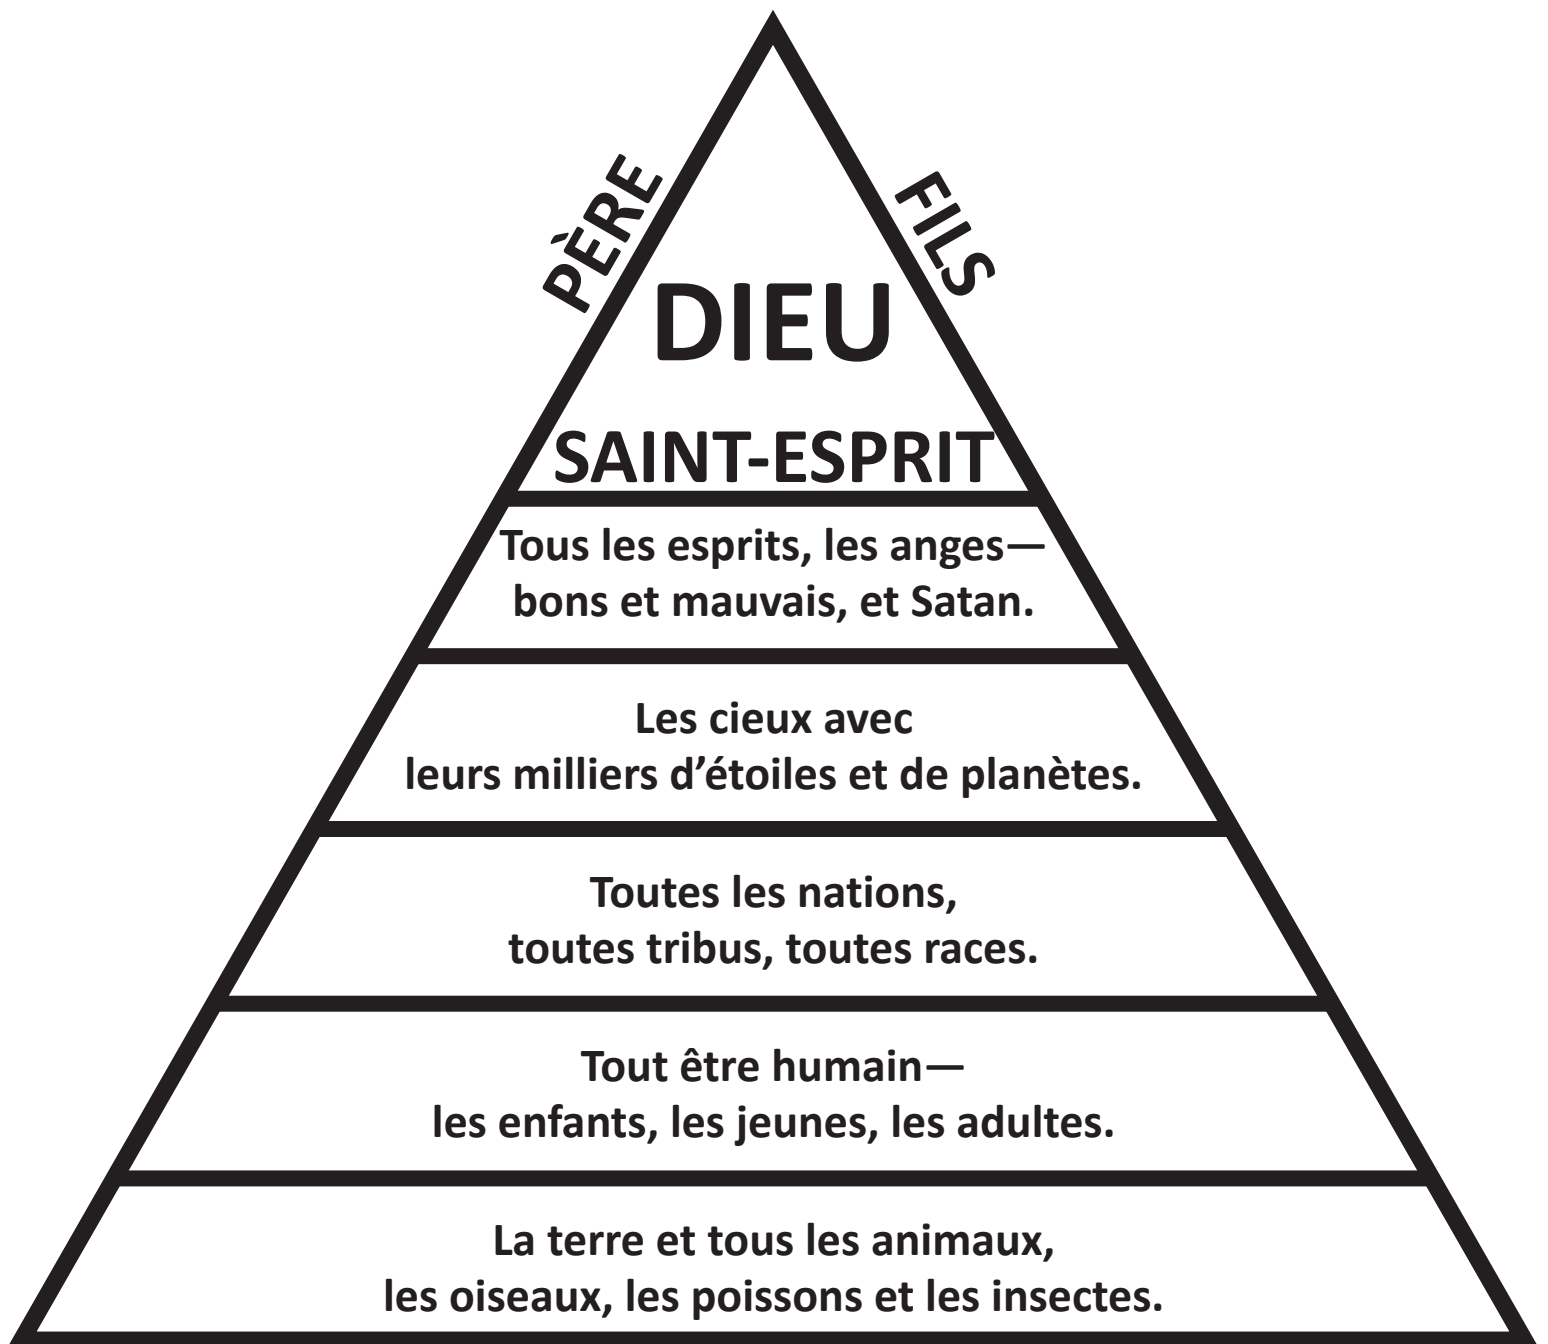 PÈRE
FILS
DIEU
SAINT-ESPRIT
Tous les esprits, les anges—
bons et mauvais, et Satan.
Les cieux avec
leurs milliers d’étoiles et de planètes.
Toutes les nations,
toutes tribus, toutes races.
Tout être humain—
les enfants, les jeunes, les adultes.
La terre et tous les animaux,
les oiseaux, les poissons et les insectes.